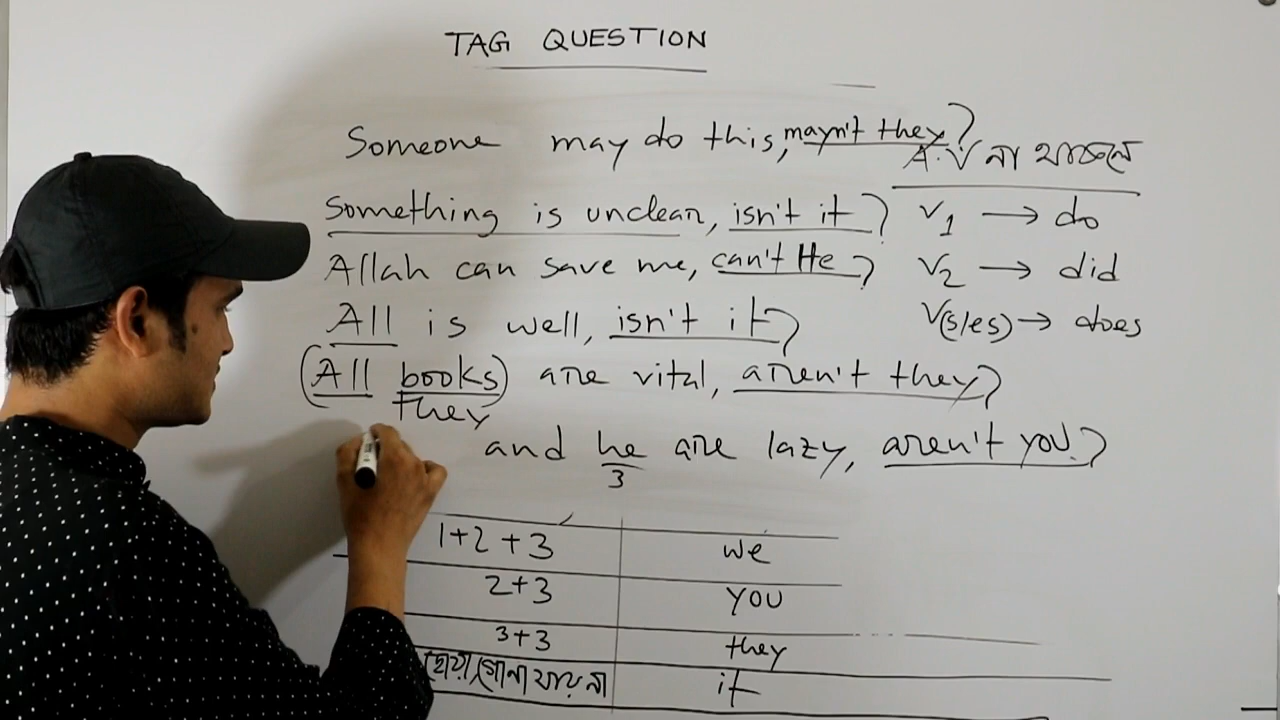 TAG QUESTION
Someone may do this, mayn't they?
A.V না থাকলে
Something is unclear, isn't it?
V1 → do
Allah can save me, can't He?
V2 → did
All is well, isn't it?
V(s/es) → does
(All books) are vital, aren't they?
they
and he are lazy, aren't you?
3
1+2+3 we
2+3 you
3+3 they
গোনা যায় না it